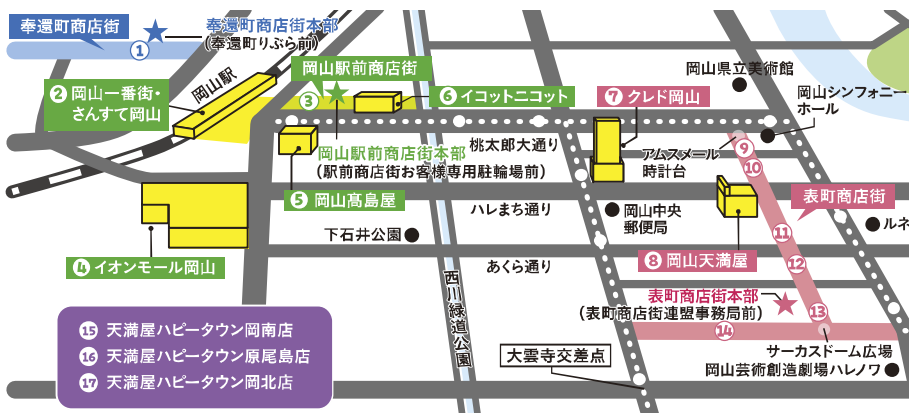 奉還町商店街
奉還町商店街本部
(奉還町りぶら前)
1
岡山駅
2 岡山一番街・
さんすて岡山
岡山駅前商店街
3
6 イコットニコット
7 クレド岡山
岡山県立美術館
岡山シンフォニー
ホール
桃太郎大通り
岡山駅前商店街本部
(駅前商店街お客様専用駐輪場前)
アムスメール
時計台
9
10
5 岡山髙島屋
ハレまち通り
岡山中央
郵便局
表町商店街
下石井公園
ルネ
11
8 岡山天満屋
4 イオンモール岡山
あくら通り
12
西川緑道公園
表町商店街本部
(表町商店街連盟事務局前)
13
14
15 天満屋ハピータウン岡南店
16 天満屋ハピータウン原尾島店
17 天満屋ハピータウン岡北店
大雲寺交差点
サーカスドーム広場
岡山芸術創造劇場ハレノワ